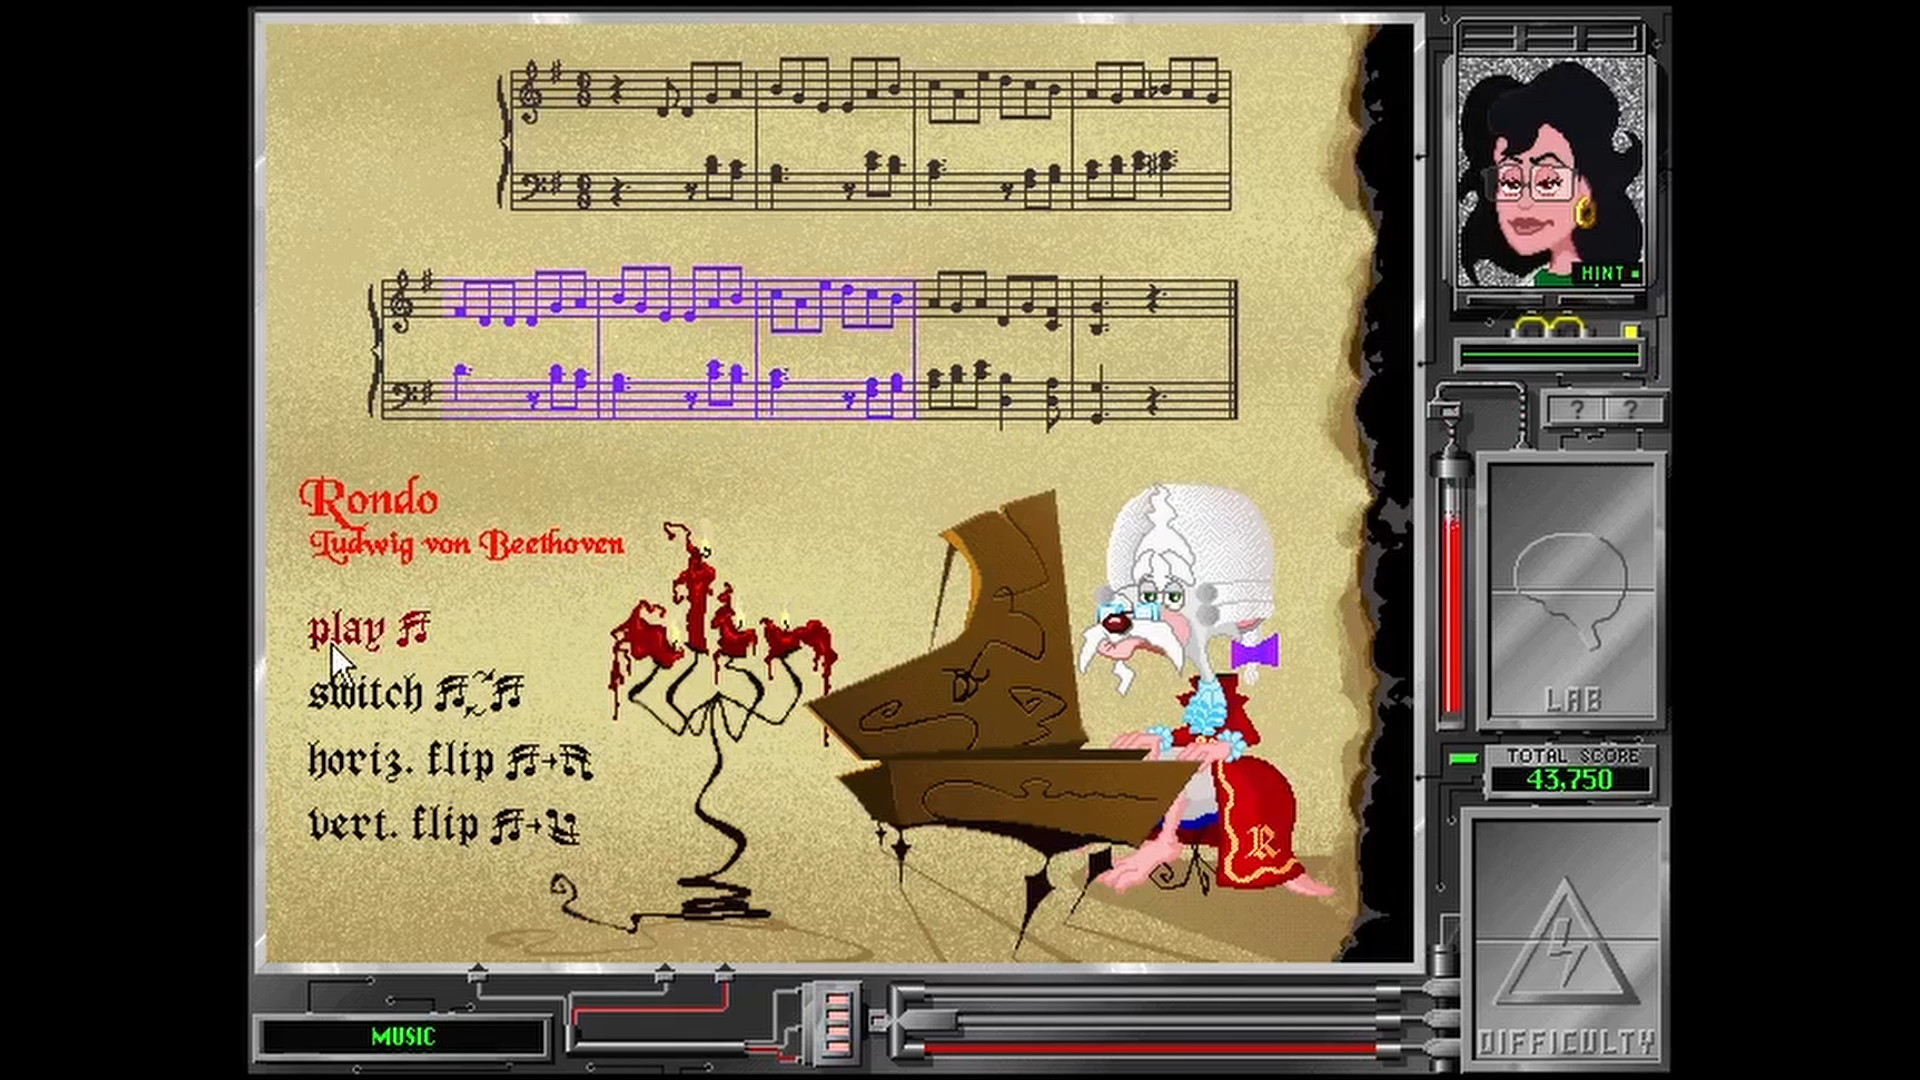 HINT
? ?
Rondo
Ludwig von Beethoven
play
switch
horiz. flip
vert. flip
R
LAB
TOTAL SCORE
43,750
MUSIC
DIFFICULTY